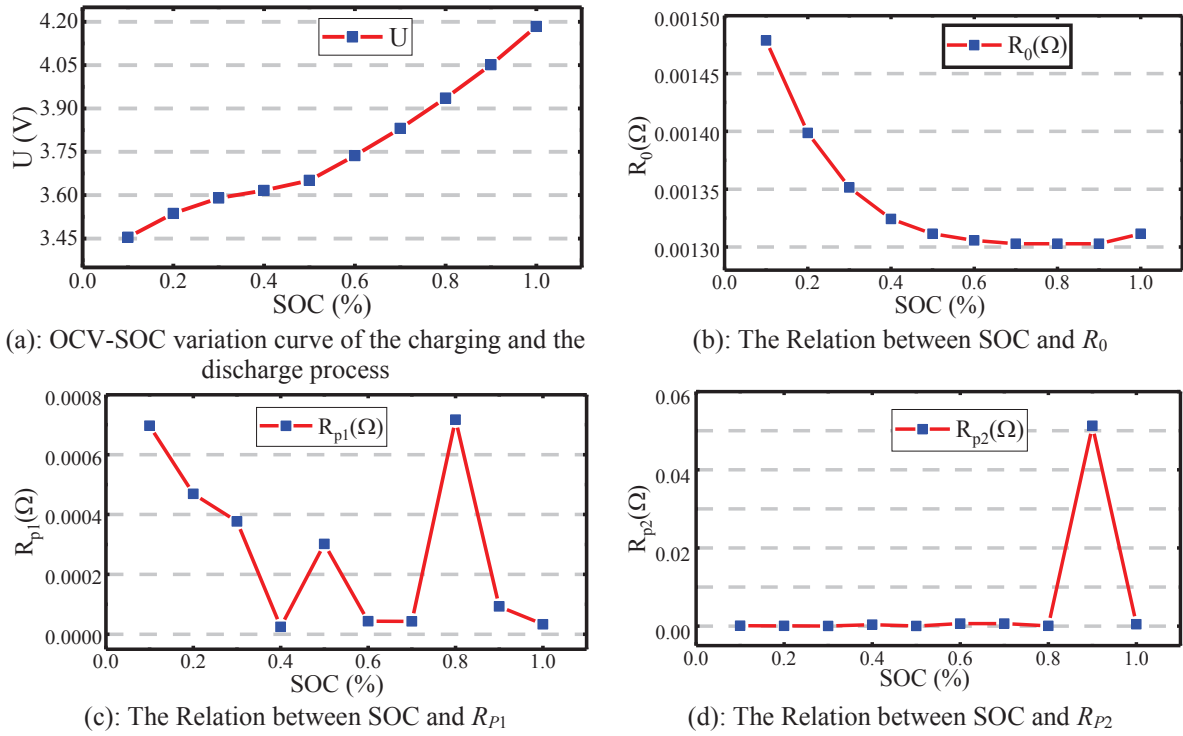 4.20
4.05
3.90
3.75
3.60
3.45
U (V)
U
0.0 0.2 0.4 0.6 0.8 1.0
SOC (%)
(a): OCV-SOC variation curve of the charging and the
discharge process
0.00150
0.00145
0.00140
0.00135
0.00130
R0(Ω)
R0(Ω)
0.0 0.2 0.4 0.6 0.8 1.0
SOC (%)
(b): The Relation between SOC and R0
0.0008
0.0006
0.0004
0.0002
0.0000
Rp1(Ω)
Rp1(Ω)
0.0 0.2 0.4 0.6 0.8 1.0
SOC (%)
(c): The Relation between SOC and RP1
0.06
0.04
0.02
0.00
Rp2(Ω)
Rp2(Ω)
0.0 0.2 0.4 0.6 0.8 1.0
SOC (%)
(d): The Relation between SOC and RP2